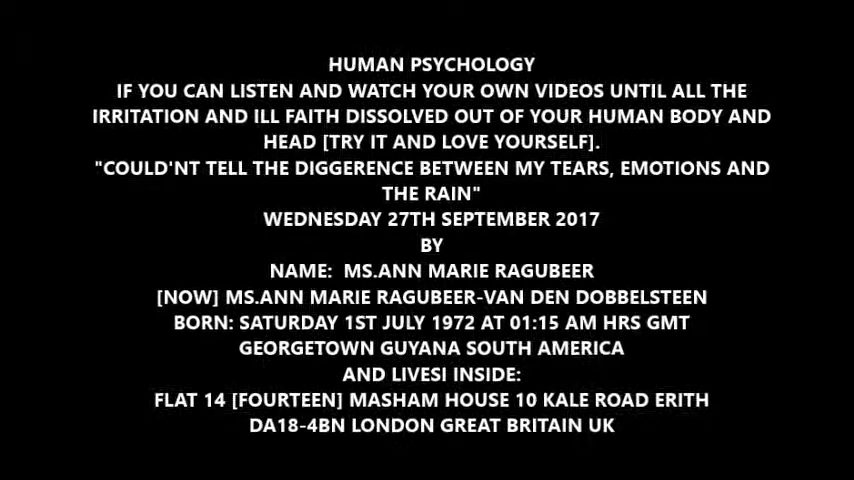 HUMAN PSYCHOLOGY
IF YOU CAN LISTEN AND WATCH YOUR OWN VIDEOS UNTIL ALL THE
IRRITATION AND ILL FAITH DISSOLVED OUT OF YOUR HUMAN BODY AND
HEAD [TRY IT AND LOVE YOURSELF].
"COULD'NT TELL THE DIGGERENCE BETWEEN MY TEARS, EMOTIONS AND
THE RAIN"
WEDNESDAY 27TH SEPTEMBER 2017
BY
NAME:  MS.ANN MARIE RAGUBEER
[NOW] MS.ANN MARIE RAGUBEER-VAN DEN DOBBELSTEEN
BORN: SATURDAY 1ST JULY 1972 AT 01:15 AM HRS GMT
GEORGETOWN GUYANA SOUTH AMERICA
AND LIVESI INSIDE:
FLAT 14 [FOURTEEN] MASHAM HOUSE 10 KALE ROAD ERITH
DA18-4BN LONDON GREAT BRITAIN UK